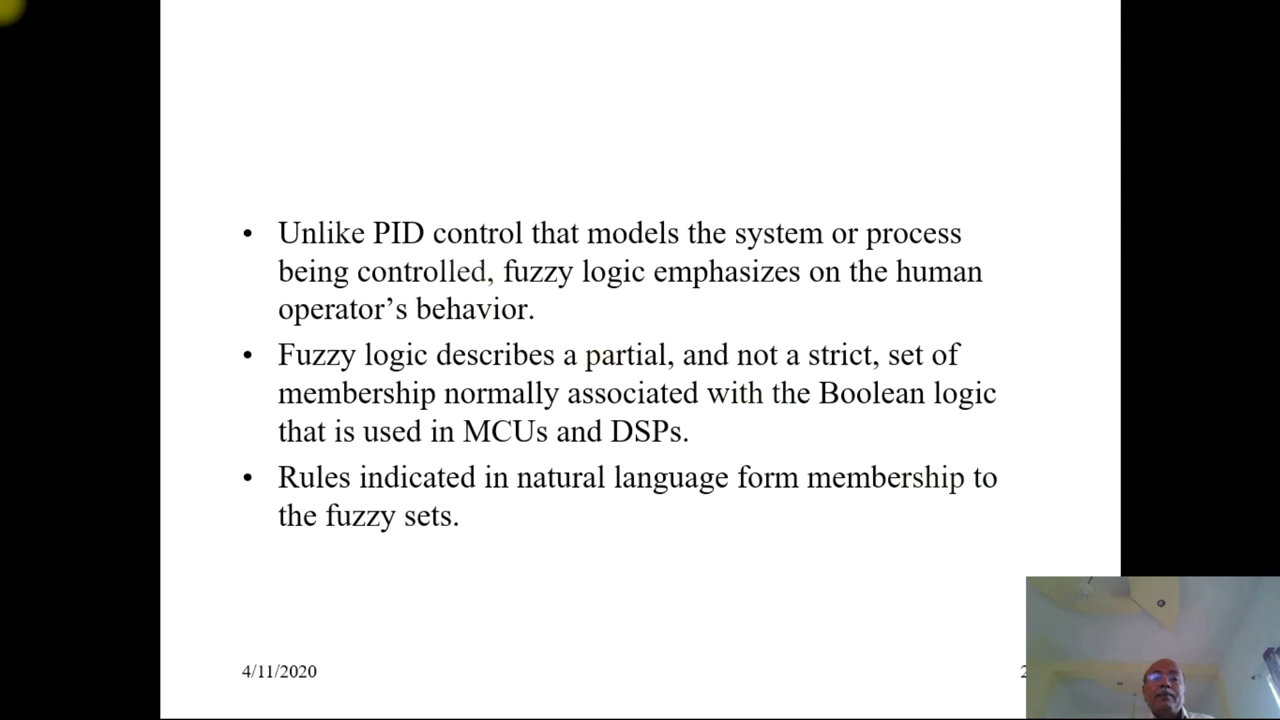 • Unlike PID control that models the system or process
being controlled, fuzzy logic emphasizes on the human
operator’s behavior.
• Fuzzy logic describes a partial, and not a strict, set of
membership normally associated with the Boolean logic
that is used in MCUs and DSPs.
• Rules indicated in natural language form membership to
the fuzzy sets.
4/11/2020